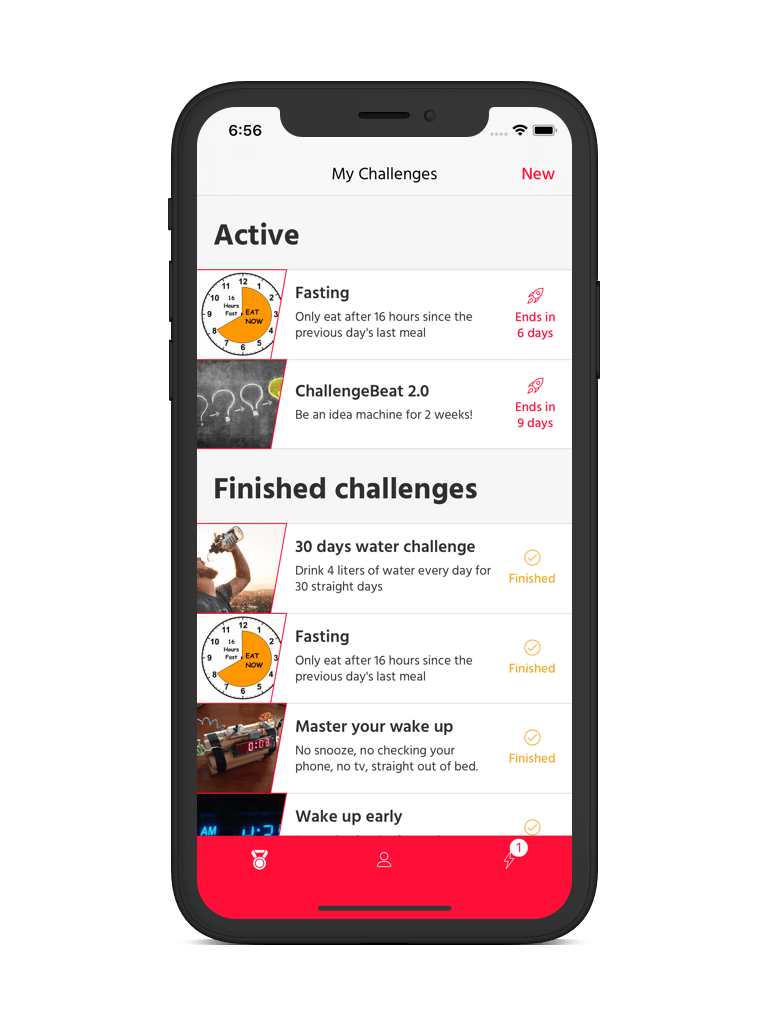 6:56
My Challenges
New
Active
11 12 1
10 2
9 3
8 4
7 6 5
16
Hours
Fast
EAT
NOW
Fasting
Only eat after 16 hours since the
previous day's last meal
Ends in
6 days
ChallengeBeat 2.0
Be an idea machine for 2 weeks!
Ends in
9 days
Finished challenges
30 days water challenge
Drink 4 liters of water every day for
30 straight days
Finished
11 12 1
10 2
9 3
8 4
7 6 5
16
Hours
Fast
EAT
NOW
Fasting
Only eat after 16 hours since the
previous day's last meal
Finished
0:03
Master your wake up
No snooze, no checking your
phone, no tv, straight out of bed.
Finished
AM
Wake up early
1